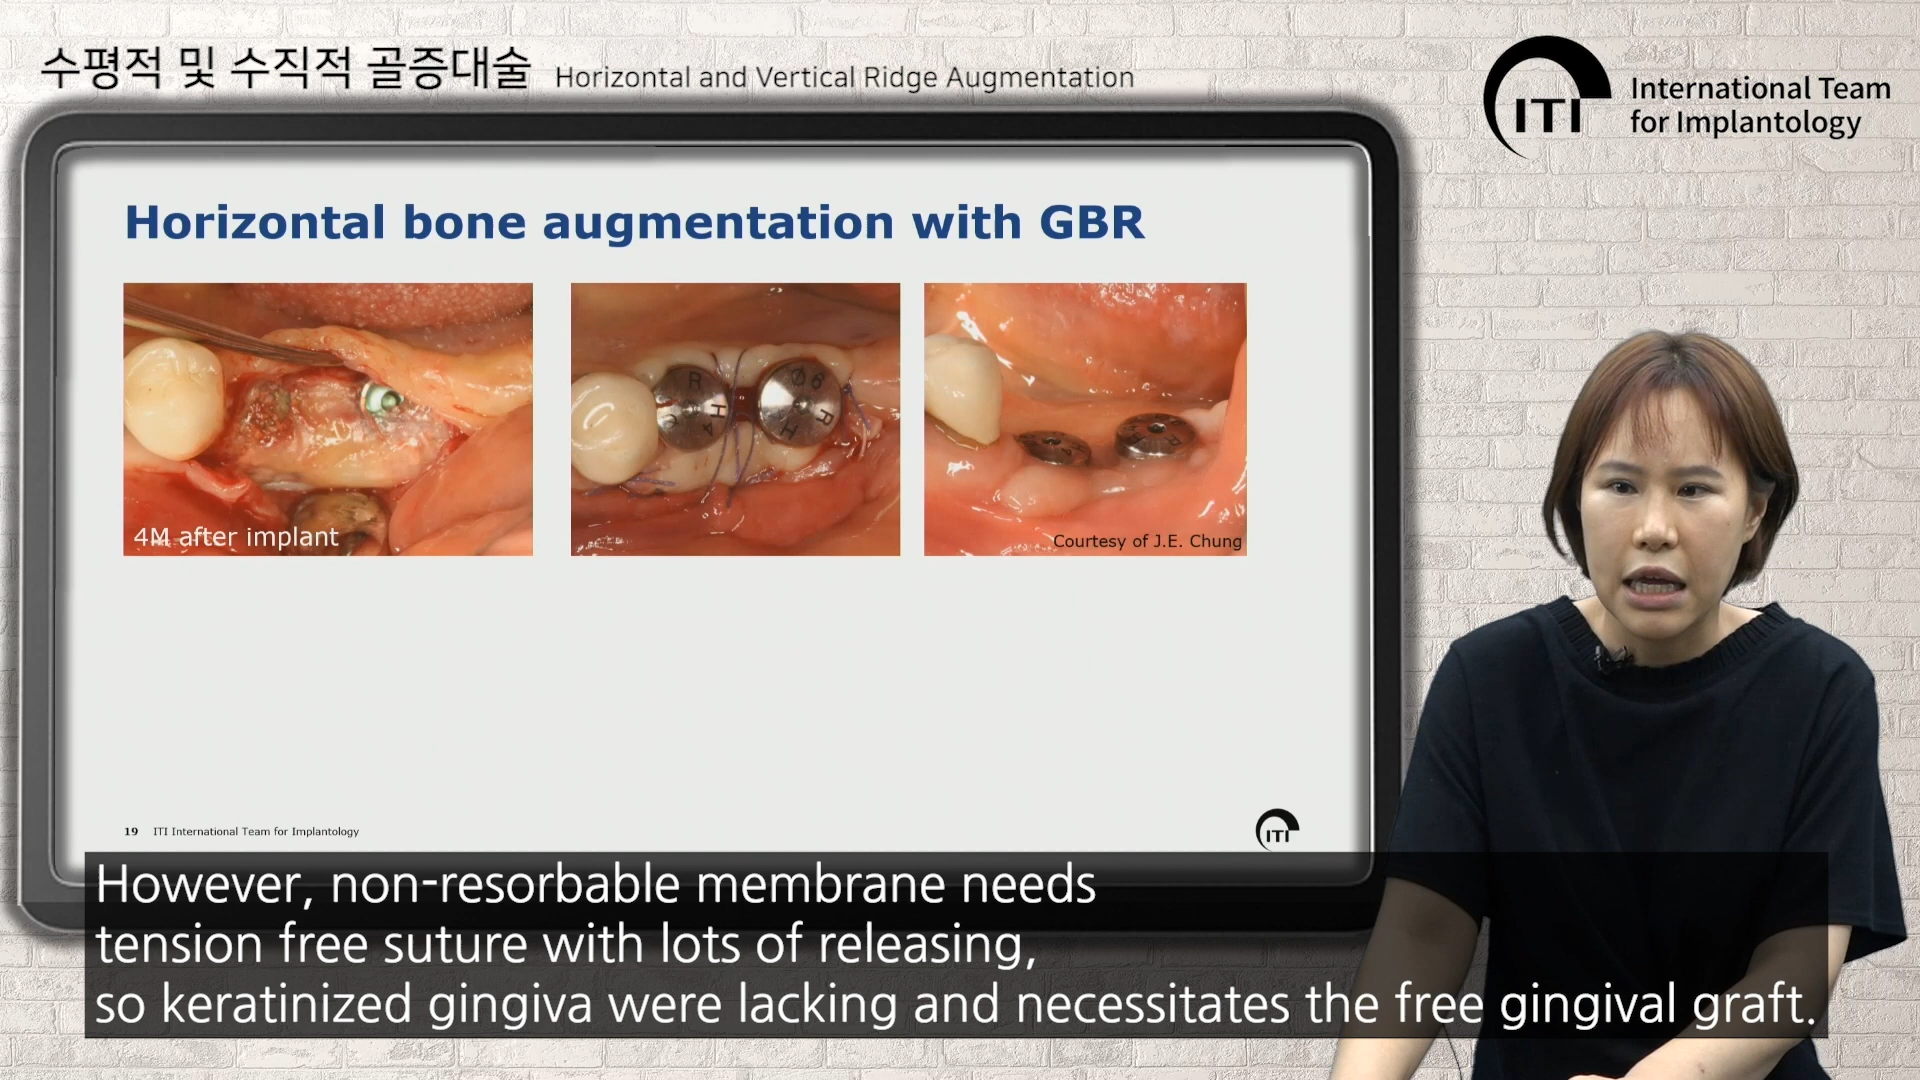 수평적 및 수직적 골증대술 Horizontal and Vertical Ridge Augmentation
ITI International Team
for Implantology
Horizontal bone augmentation with GBR
4M after implant
R
H
4
Ø6
R
H
Courtesy of J.E. Chung
19 ITI International Team for Implantology
ITI
However, non-resorbable membrane needs
tension free suture with lots of releasing,
so keratinized gingiva were lacking and necessitates the free gingival graft.